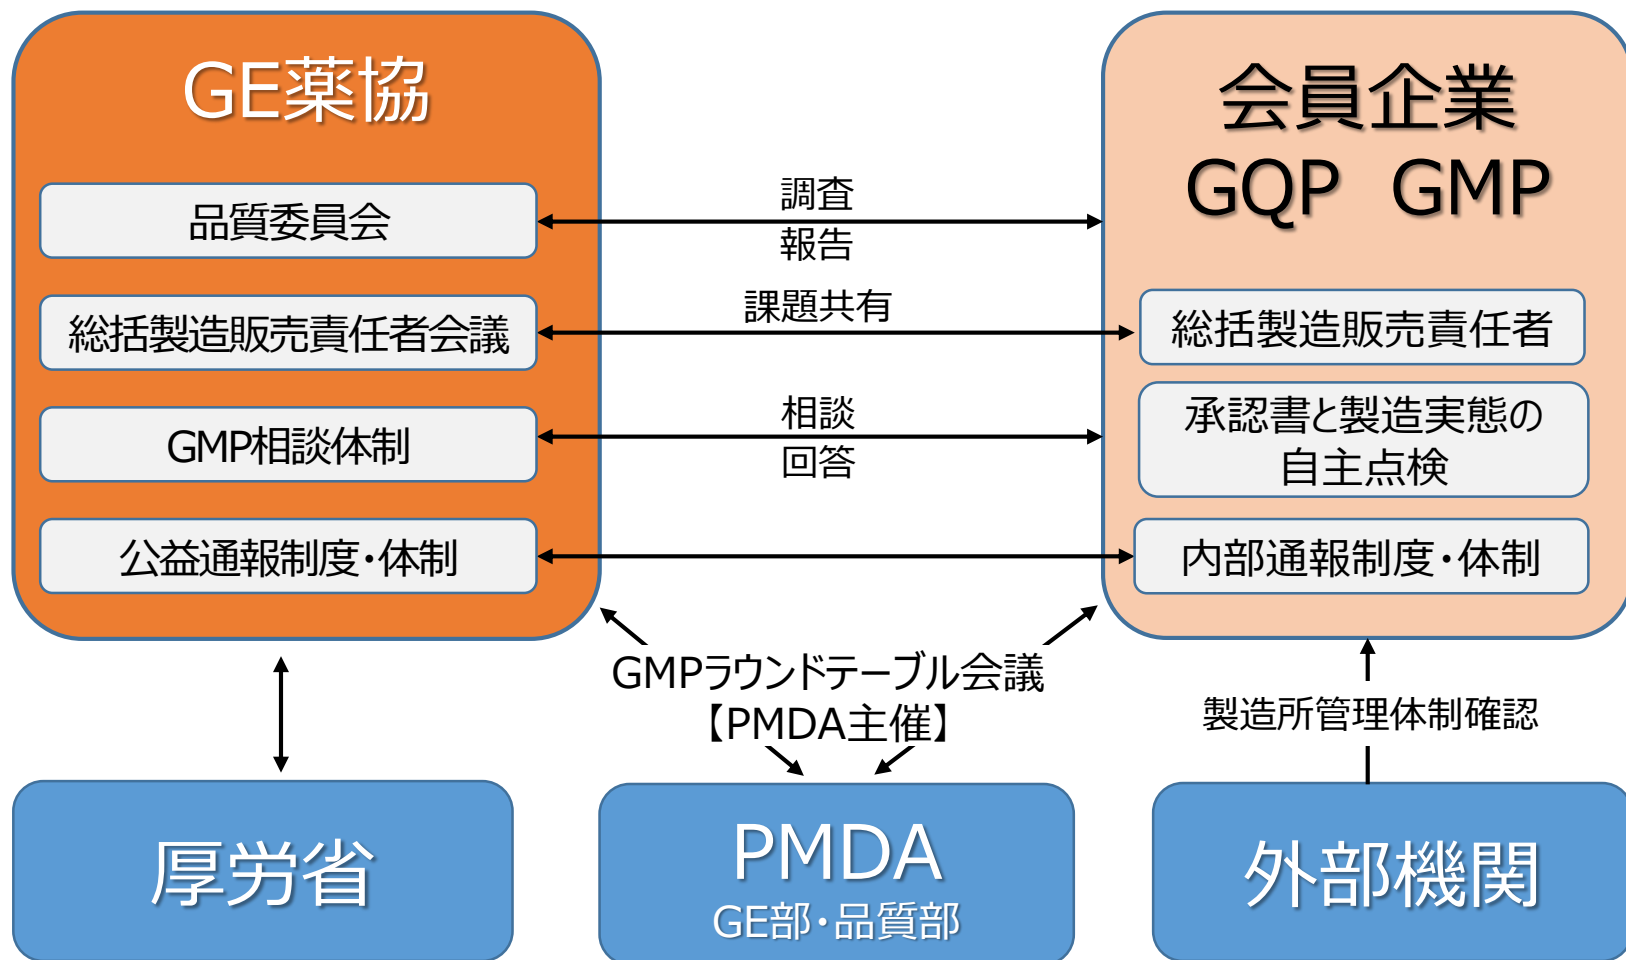 GE薬協
品質委員会
総括製造販売責任者会議
GMP相談体制
公益通報制度・体制
調査
報告
課題共有
相談
回答
会員企業
GQP　GMP
総括製造販売責任者
承認書と製造実態の
自主点検
内部通報制度・体制
GMPラウンドテーブル会議
【PMDA主催】
製造所管理体制確認
厚労省
PMDA
GE部・品質部
外部機関